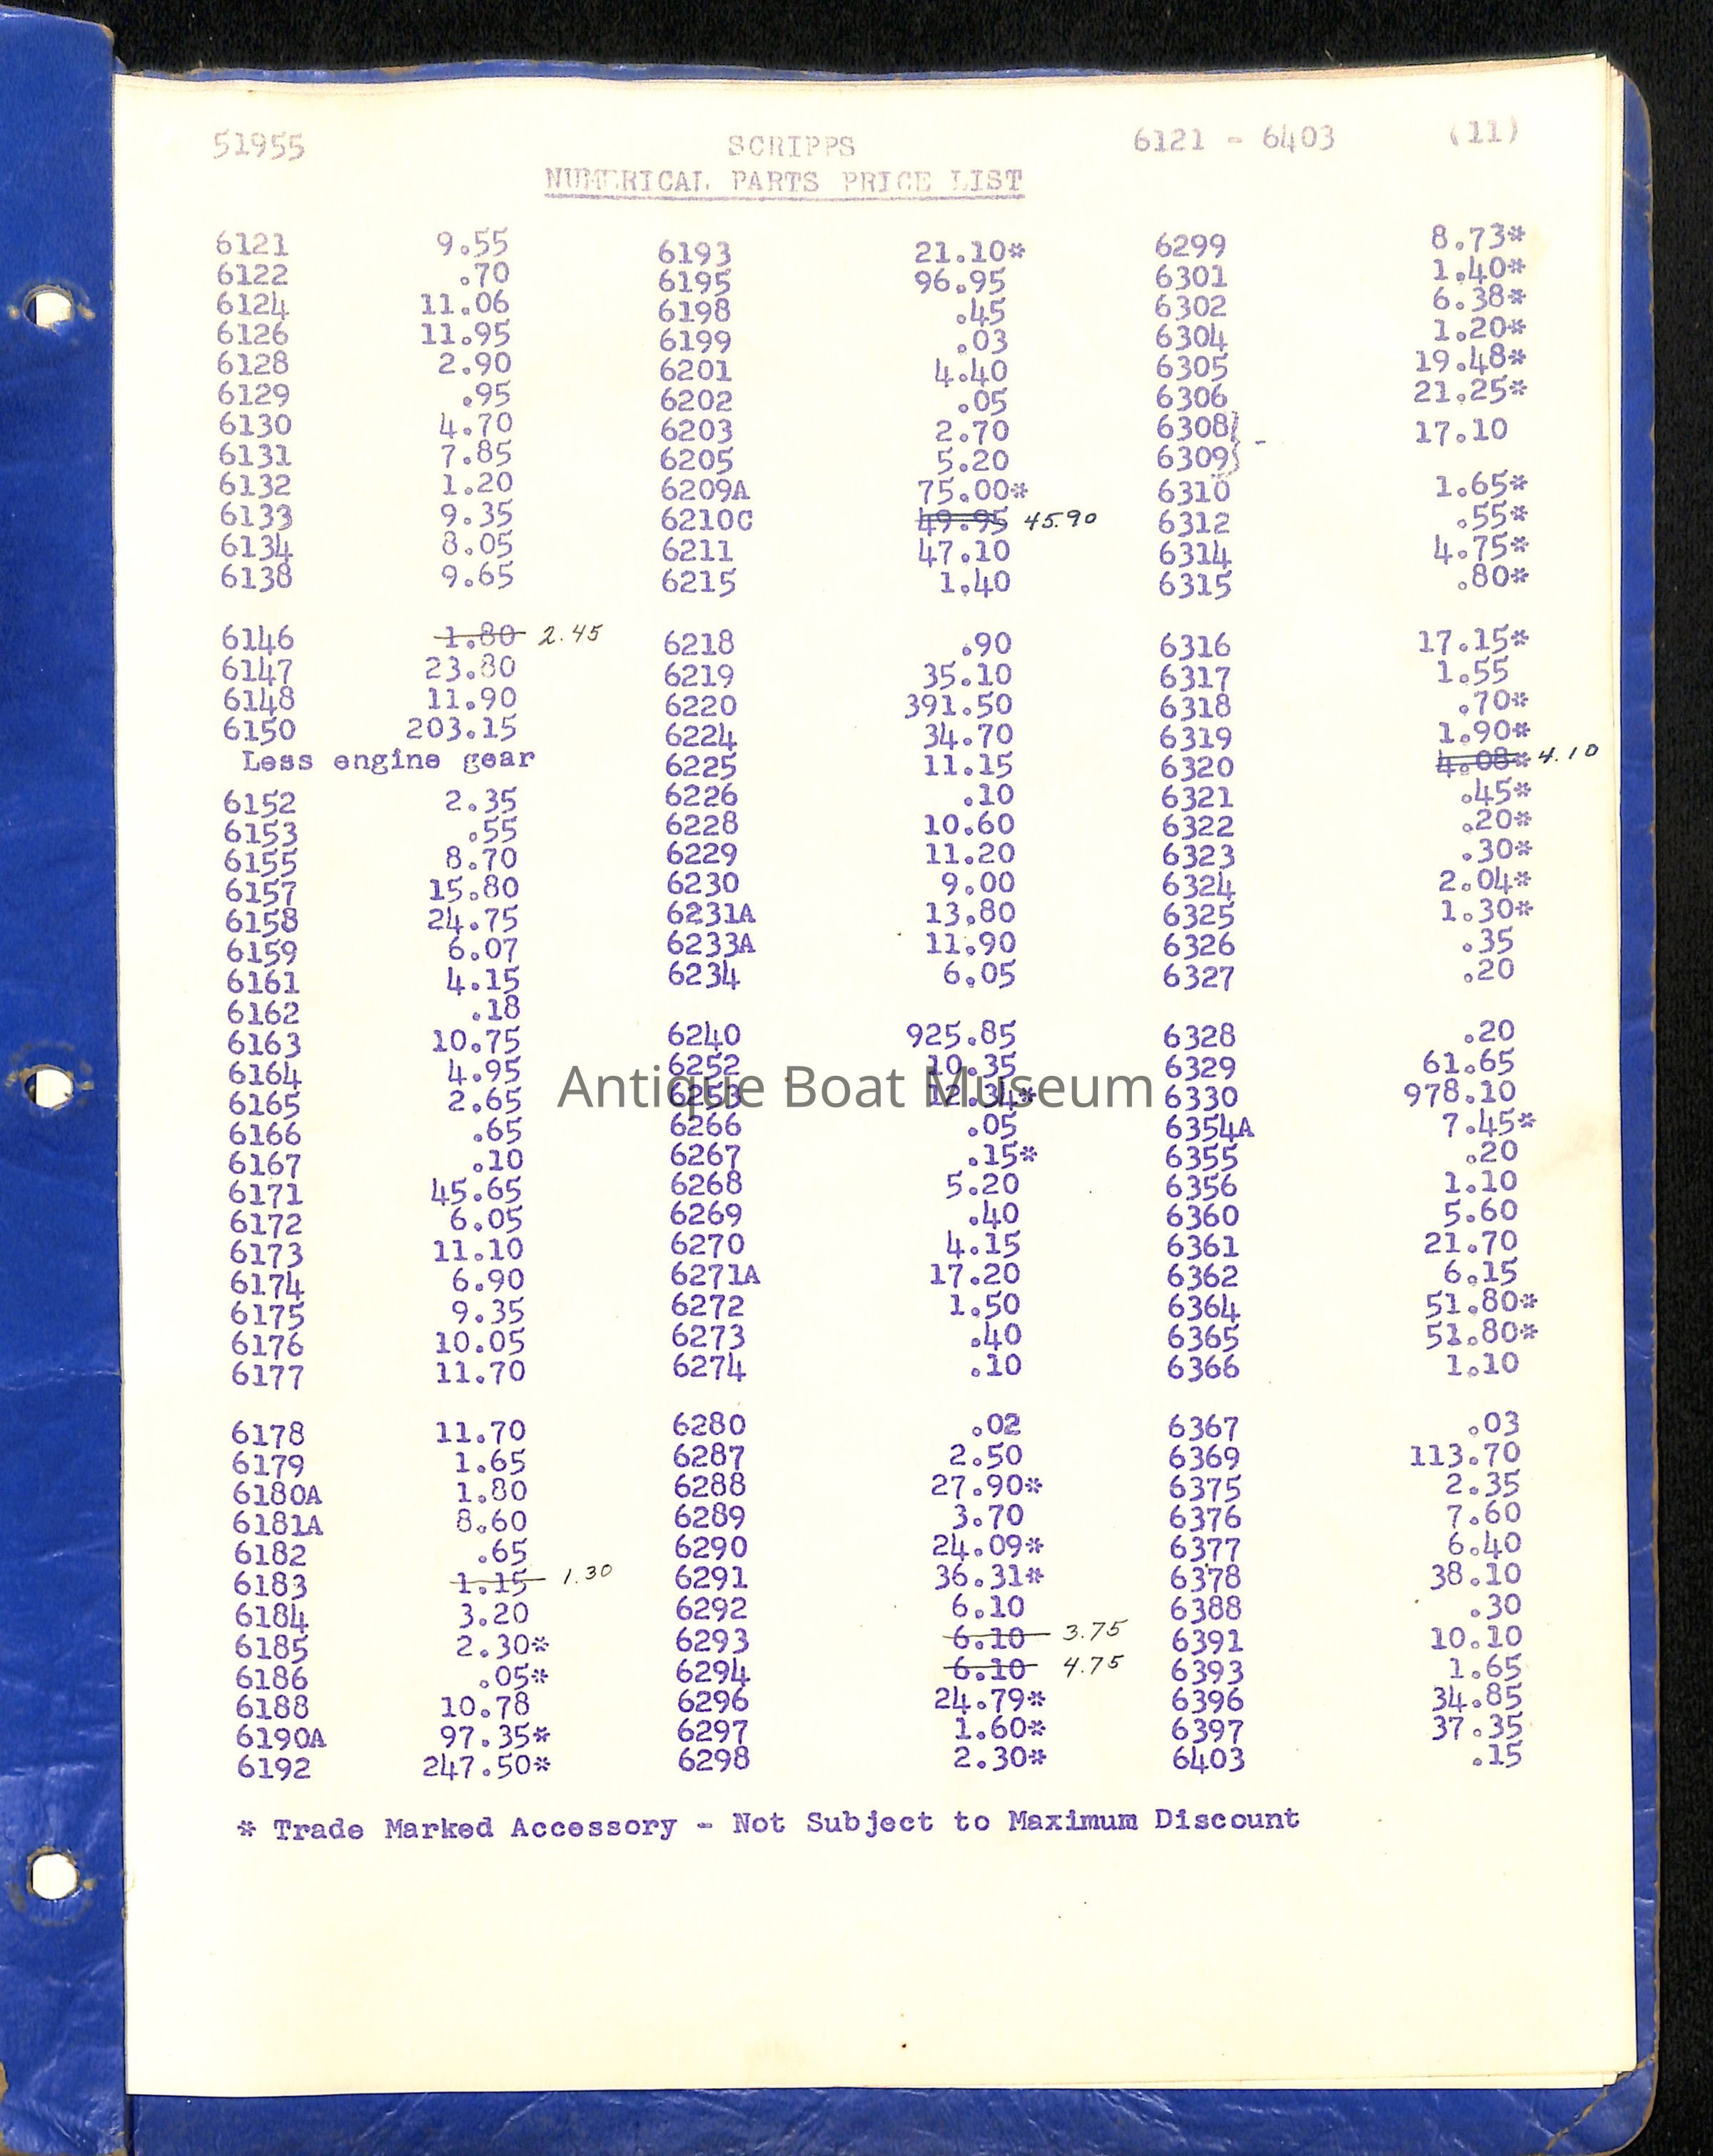 51955 SCRIPPS 6121 - 6403 (11)
NUMERICAL PARTS PRICE LIST
6121 9.55 6193 21.10* 6299 8.73*
6122 .70 6195 96.95 6301 1.40*
6124 11.06 6198 .45 6302 6.38*
6126 11.95 6199 .03 6304 1.20*
6128 2.90 6201 4.40 6305 19.48*
6129 .95 6202 .05 6306 21.25*
6130 4.70 6203 2.70 6308} - 17.10
6131 7.85 6205 5.20 6309}
6132 1.20 6209A 75.00* 6310 1.65*
6133 9.35 6210C 49.95 45.90 6312 .55*
6134 8.05 6211 47.10 6314 4.75*
6138 9.65 6215 1.40 6315 .80*
6146 1.80 2.45 6218 .90 6316 17.15*
6147 23.80 6219 35.10 6317 1.55
6148 11.90 6220 391.50 6318 .70*
6150 203.15 6224 34.70 6319 1.90*
Less engine gear 6225 11.15 6320 4.08* 4.10
6152 2.35 6226 .10 6321 .45*
6153 .55 6228 10.60 6322 .20*
6155 8.70 6229 11.20 6323 .30*
6157 15.80 6230 9.00 6324 2.04*
6158 24.75 6231A 13.80 6325 1.30*
6159 6.07 6233A 11.90 6326 .35
6161 4.15 6234 6.05 6327 .20
6162 .18
6163 10.75 6240 925.85 6328 .20
6164 4.95 6252 10.35 6329 61.65
Antique Boat Museum
6165 2.65 6253 12.34* 6330 978.10
6166 .65 6266 .05 6354A 7.45*
6167 .10 6267 .15* 6355 .20
6171 45.65 6268 5.20 6356 1.10
6172 6.05 6269 .40 6360 5.60
6173 11.10 6270 4.15 6361 21.70
6174 6.90 6271A 17.20 6362 6.15
6175 9.35 6272 1.50 6364 51.80*
6176 10.05 6273 .40 6365 51.80*
6177 11.70 6274 .10 6366 1.10
6178 11.70 6280 .02 6367 .03
6179 1.65 6287 2.50 6369 113.70
6180A 1.80 6288 27.90* 6375 2.35
6181A 8.60 6289 3.70 6376 7.60
6182 .65 6290 24.09* 6377 6.40
6183 1.15 1.30 6291 36.31* 6378 38.10
6184 3.20 6292 6.10 6388 .30
6185 2.30* 6293 6.10 3.75 6391 10.10
6186 .05* 6294 6.10 4.75 6393 1.65
6188 10.78 6296 24.79* 6396 34.85
6190A 97.35* 6297 1.60* 6397 37.35
6192 247.50* 6298 2.30* 6403 .15
* Trade Marked Accessory - Not Subject to Maximum Discount